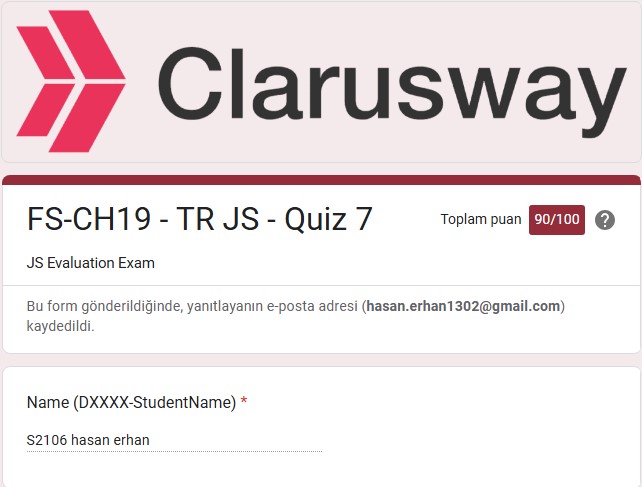 Clarusway
FS-CH19 - TR JS - Quiz 7
Toplam puan 90/100 ?
JS Evaluation Exam
Bu form gönderildiğinde, yanıtlayanın e-posta adresi (hasan.erhan1302@gmail.com)
kaydedildi.
Name (DXXXX-StudentName) *
S2106 hasan erhan